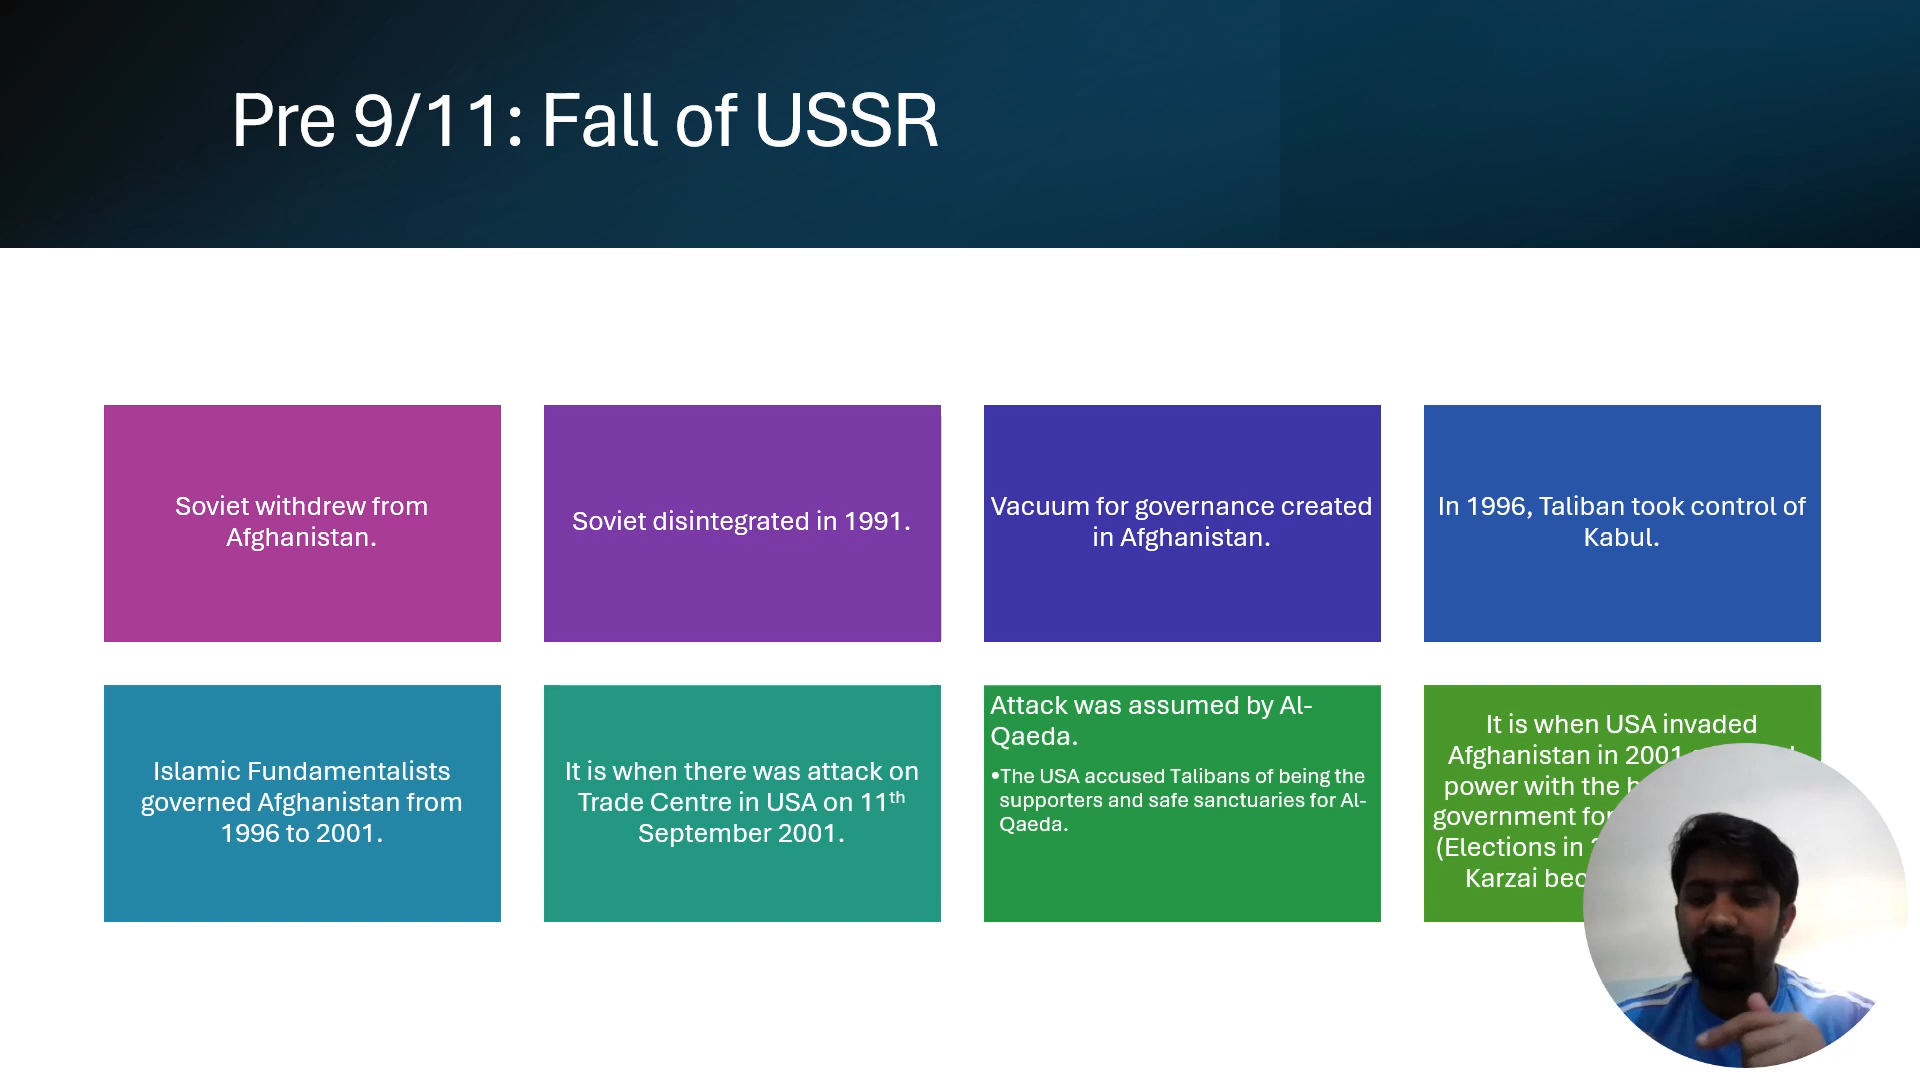 Pre 9/11: Fall of USSR
Soviet withdrew from
Afghanistan.
Soviet disintegrated in 1991.
Vacuum for governance created
in Afghanistan.
In 1996, Taliban took control of
Kabul.
Islamic Fundamentalists
governed Afghanistan from
1996 to 2001.
It is when there was attack on
Trade Centre in USA on 11th
September 2001.
Attack was assumed by Al-
Qaeda.
•The USA accused Talibans of being the
supporters and safe sanctuaries for Al-
Qaeda.
It is when USA invaded
Afghanistan in 2001
power with the
government for
(Elections in
Karzai